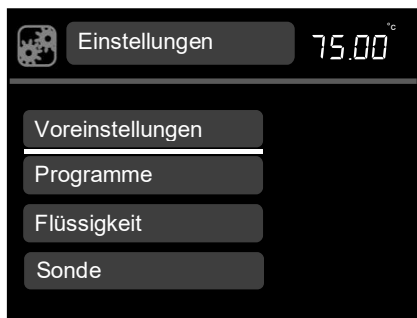 Einstellungen 75.00 °C
Voreinstellungen
Programme
Flüssigkeit
Sonde